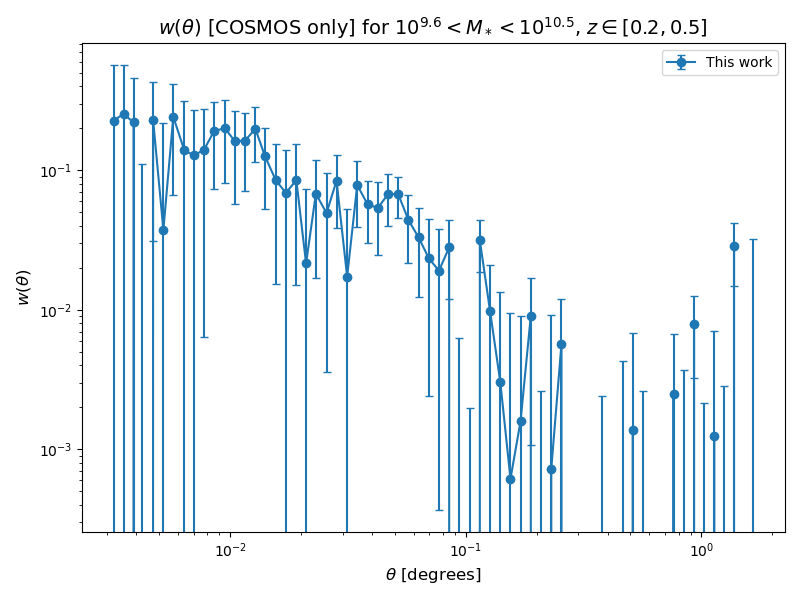 w(θ) [COSMOS only] for 10^9.6 < M_* < 10^10.5, z ∈ [0.2, 0.5]
This work
w(θ)
10^-1
10^-2
10^-3
10^-2 10^-1 10^0
θ [degrees]